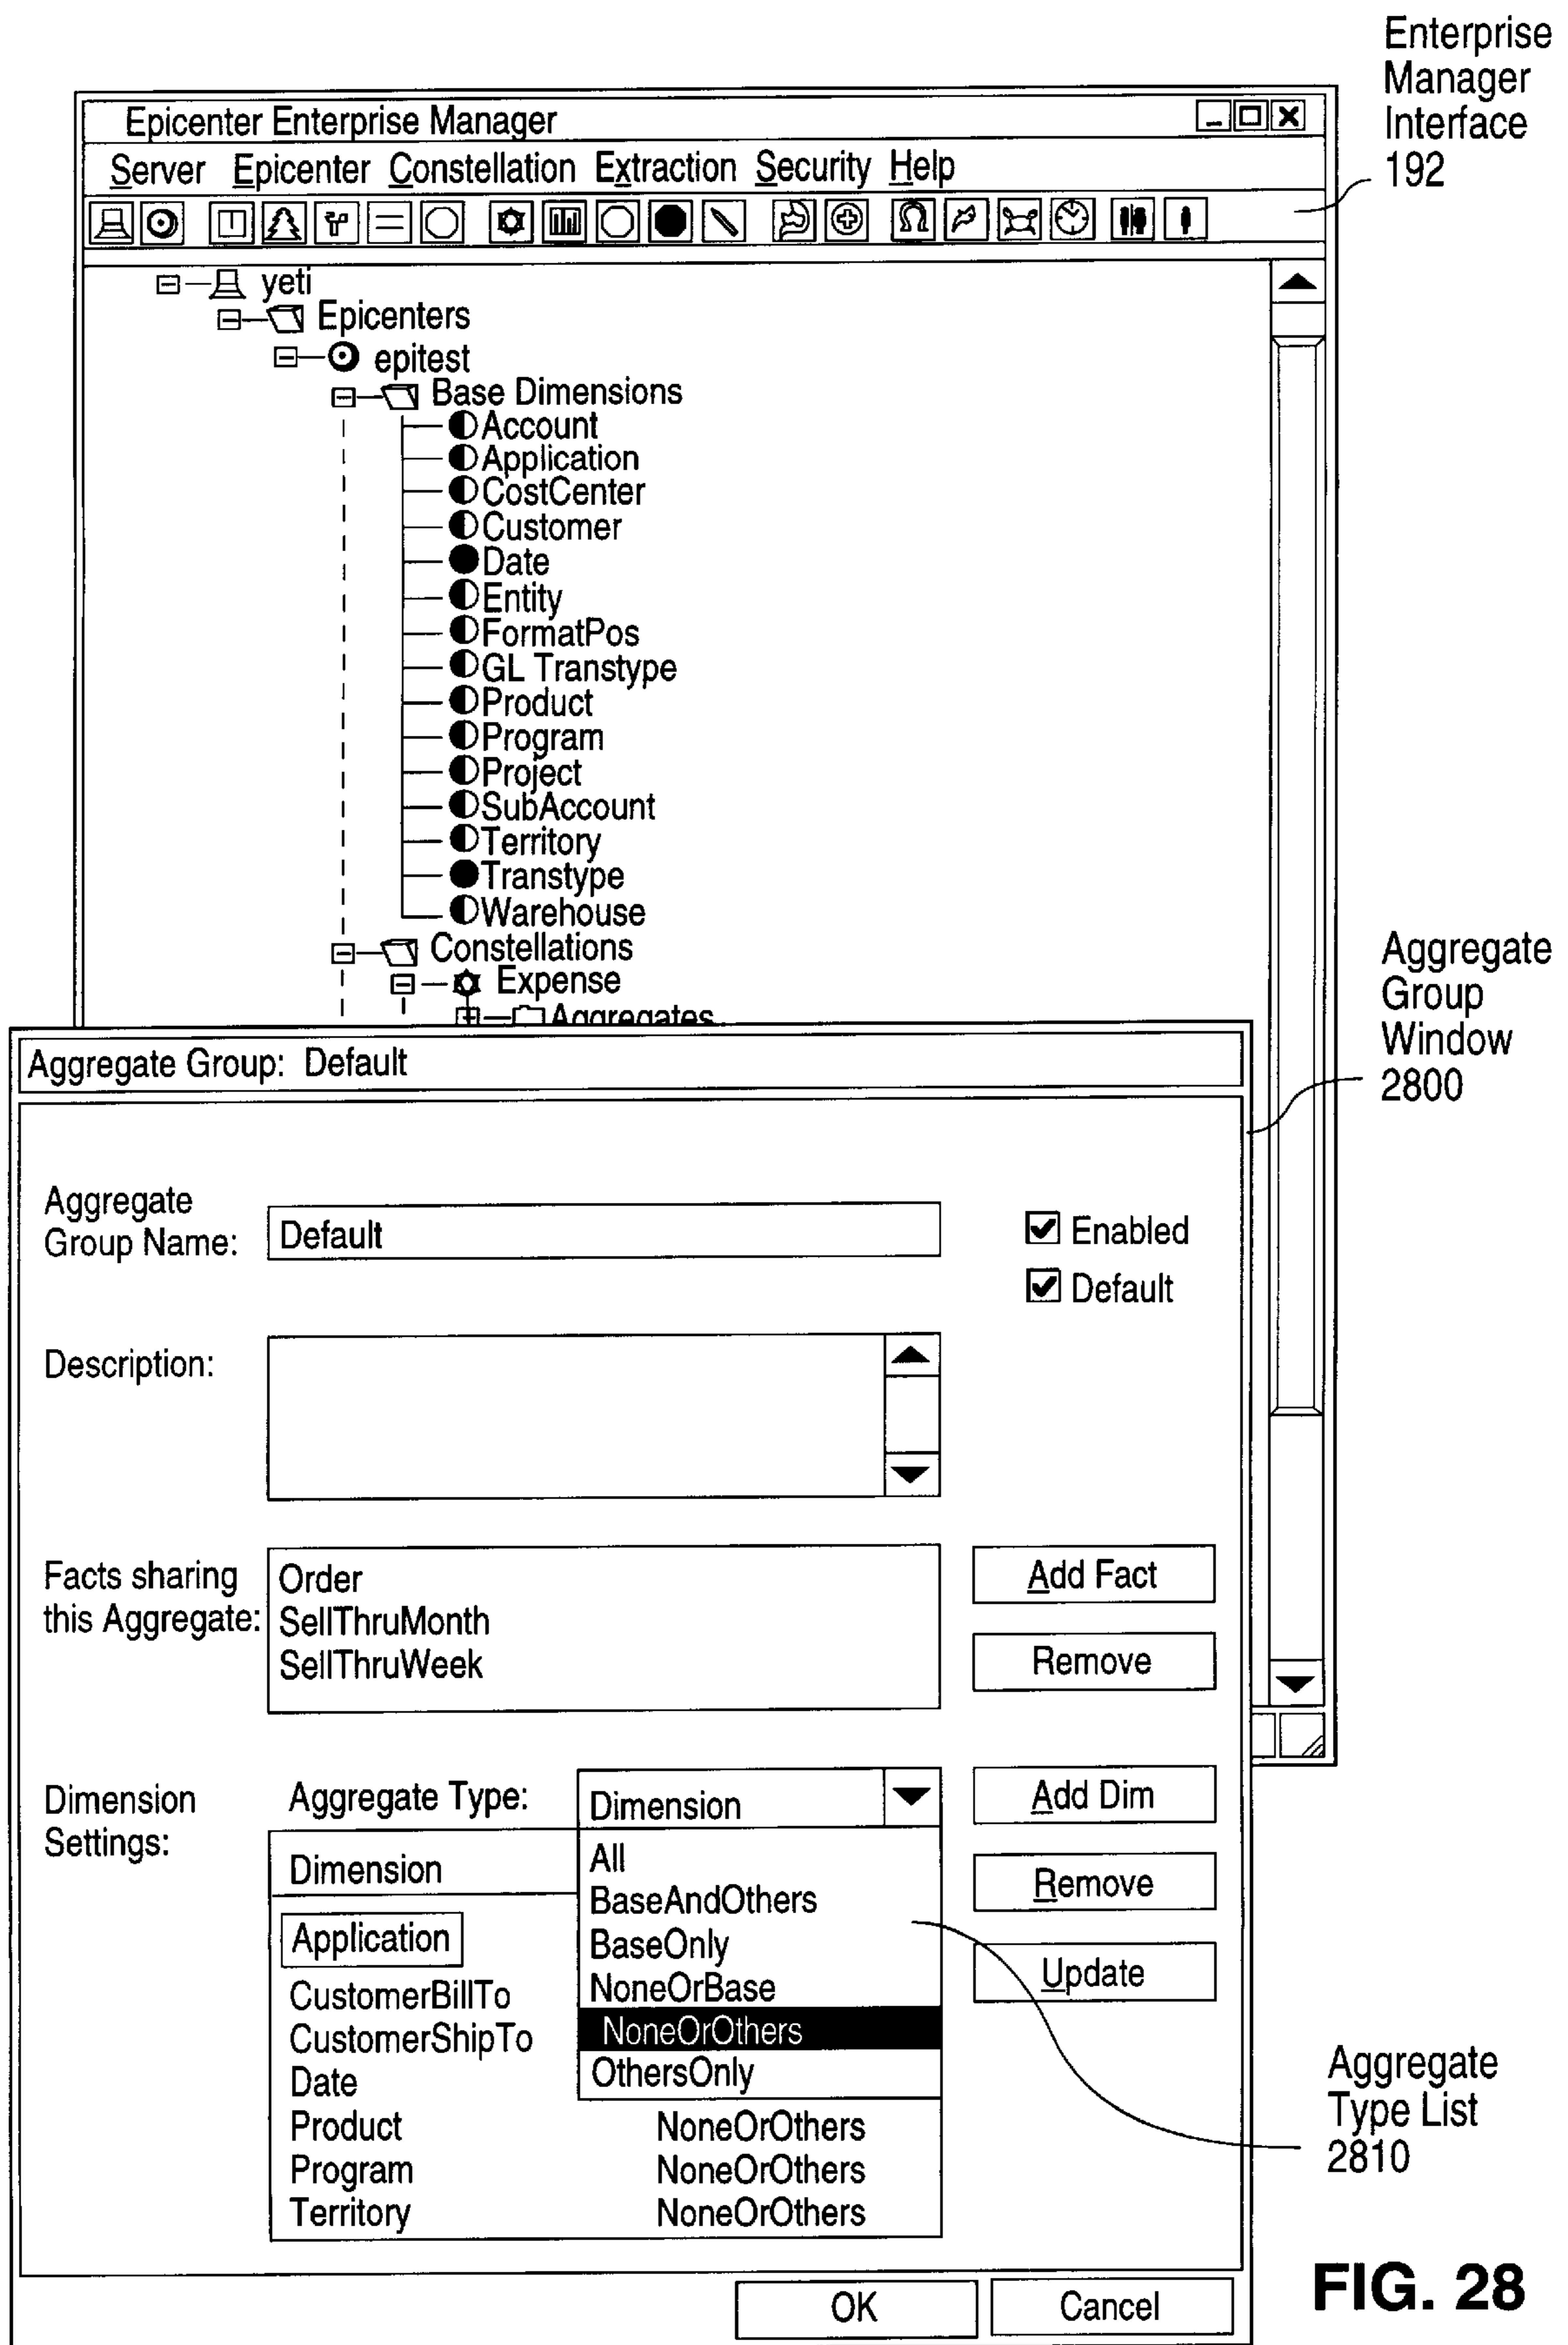 Enterprise
Manager
Interface
192
Epicenter Enterprise Manager
Server Epicenter Constellation Extraction Security Help
yeti
Epicenters
epitest
Base Dimensions
Account
Application
CostCenter
Customer
Date
Entity
FormatPos
GL Transtype
Product
Program
Project
SubAccount
Territory
Transtype
Warehouse
Constellations
Expense
Aggregates
Aggregate
Group
Window
2800
Aggregate Group: Default
Aggregate
Group Name:
Default
Enabled
Default
Description:
Facts sharing
this Aggregate:
Order
SellThruMonth
SellThruWeek
Add Fact
Remove
Dimension
Settings:
Aggregate Type:
Dimension
All
BaseAndOthers
BaseOnly
NoneOrBase
NoneOrOthers
OthersOnly
Add Dim
Remove
Update
Dimension
Application
CustomerBillTo
CustomerShipTo
Date
Product NoneOrOthers
Program NoneOrOthers
Territory NoneOrOthers
Aggregate
Type List
2810
OK Cancel
FIG. 28